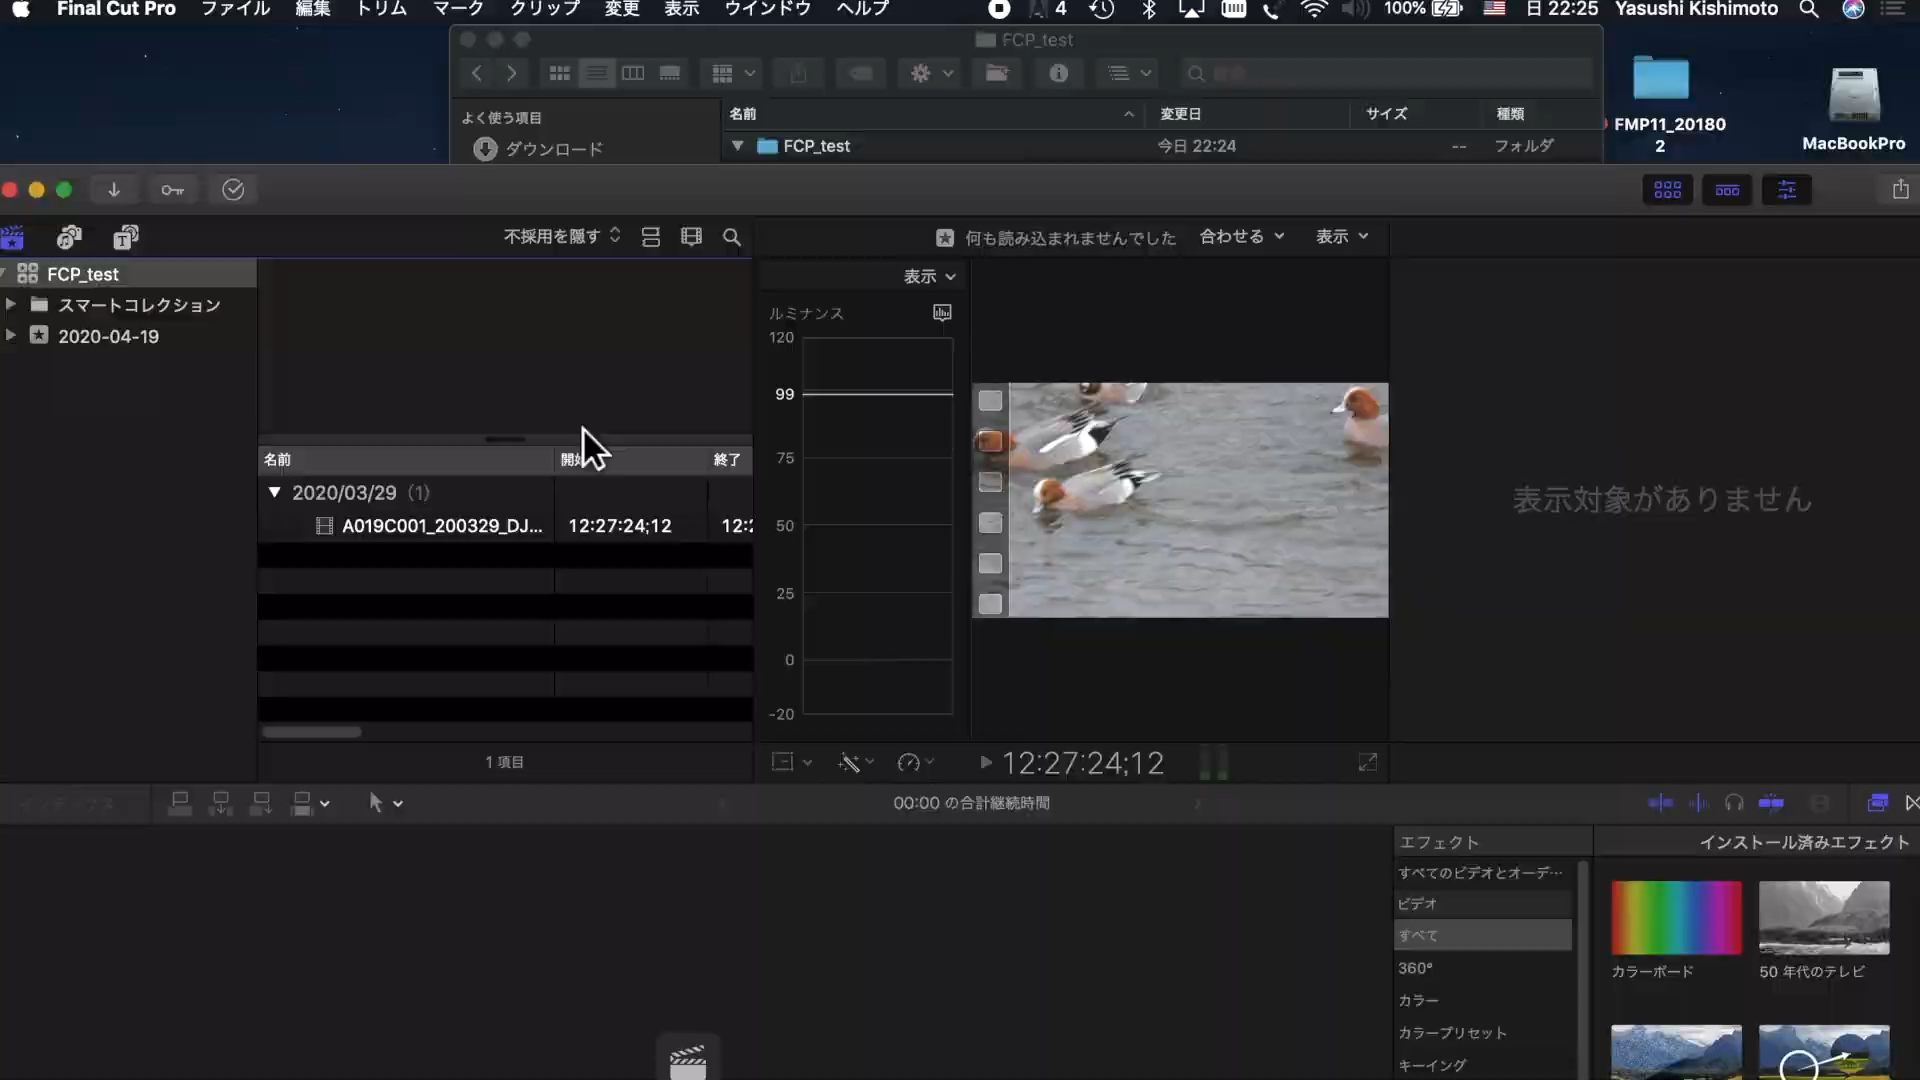 Final Cut Pro ファイル 編集 トリム マーク クリップ 変更 表示 ウインドウ ヘルプ 4 100% 日 22:25 Yasushi Kishimoto
FCP_test
よく使う項目
ダウンロード
名前 変更日 サイズ 種類
FCP_test 今日 22:24 -- フォルダ
FMP11_20180
2
MacBookPro
不採用を隠す
何も読み込まれませんでした 合わせる 表示
FCP_test
スマートコレクション
2020-04-19
名前 開始 終了
2020/03/29 (1)
A019C001_200329_DJ... 12:27:24;12 12:2
1 項目
表示
ルミナンス
120
99
75
50
25
0
-20
12:27:24;12
表示対象がありません
インデックス
00:00 の合計継続時間
エフェクト
インストール済みエフェクト
すべてのビデオとオーデ…
ビデオ
すべて
360°
カラー
カラープリセット
キーイング
カラーボード
50 年代のテレビ